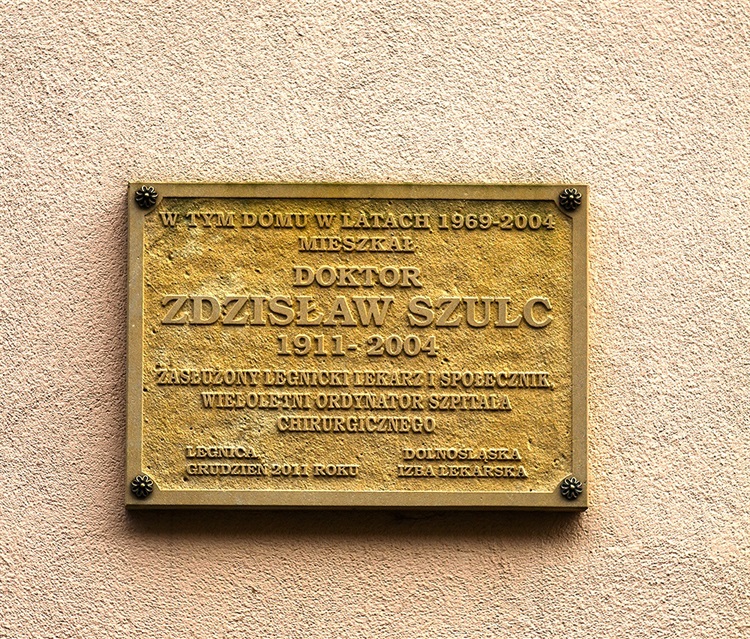 W TYM DOMU W LATACH 1969-2004
MIESZKAŁ
DOKTOR
ZDZISŁAW SZULC
1911-2004
ZASŁUŻONY LEGNICKI LEKARZ I SPOŁECZNIK,
WIELOLETNI ORDYNATOR SZPITALA
CHIRURGICZNEGO
LEGNICA,
GRUDZIEŃ 2011 ROKU
DOLNOŚLĄSKA
IZBA LEKARSKA